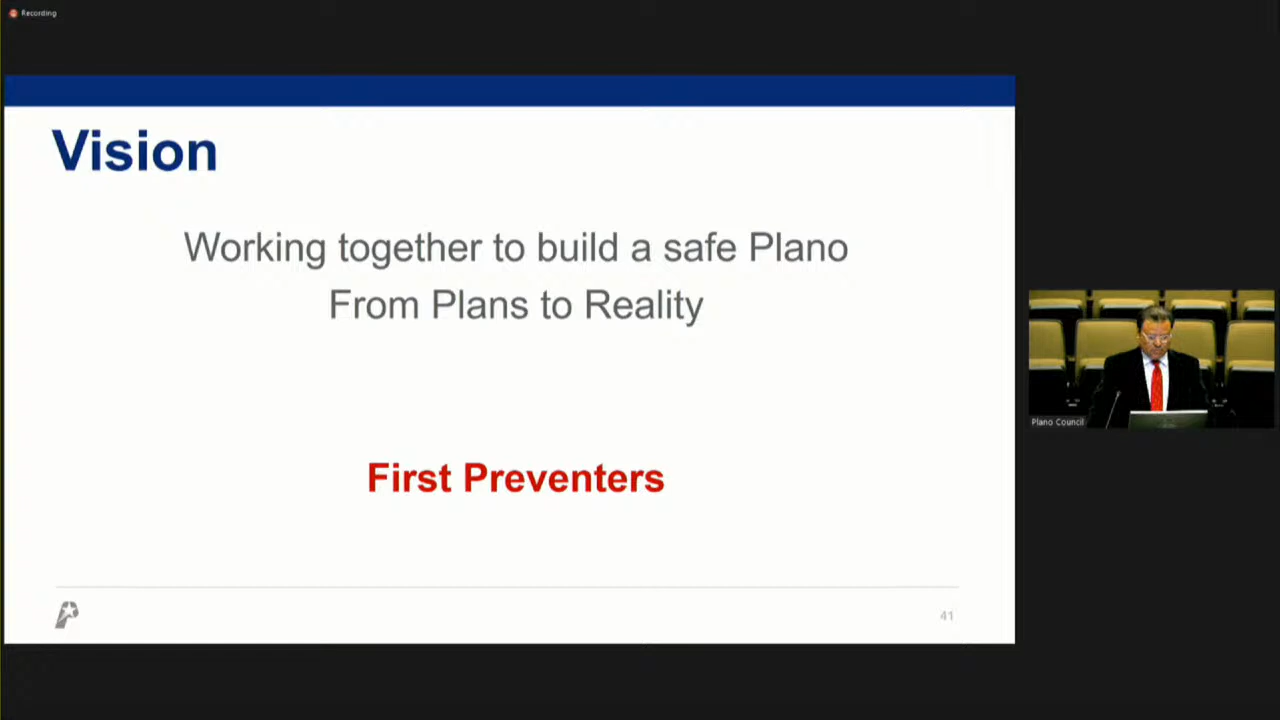 Recording
Vision
Working together to build a safe Plano
From Plans to Reality
First Preventers
41
Plano Council